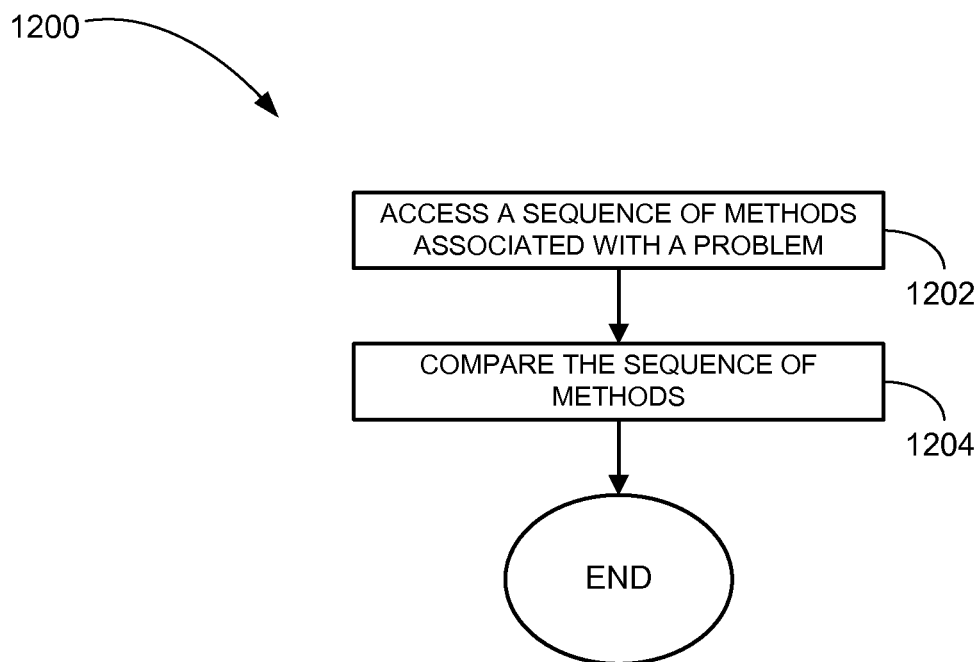 1200
ACCESS A SEQUENCE OF METHODS
ASSOCIATED WITH A PROBLEM
1202
COMPARE THE SEQUENCE OF
METHODS
1204
END